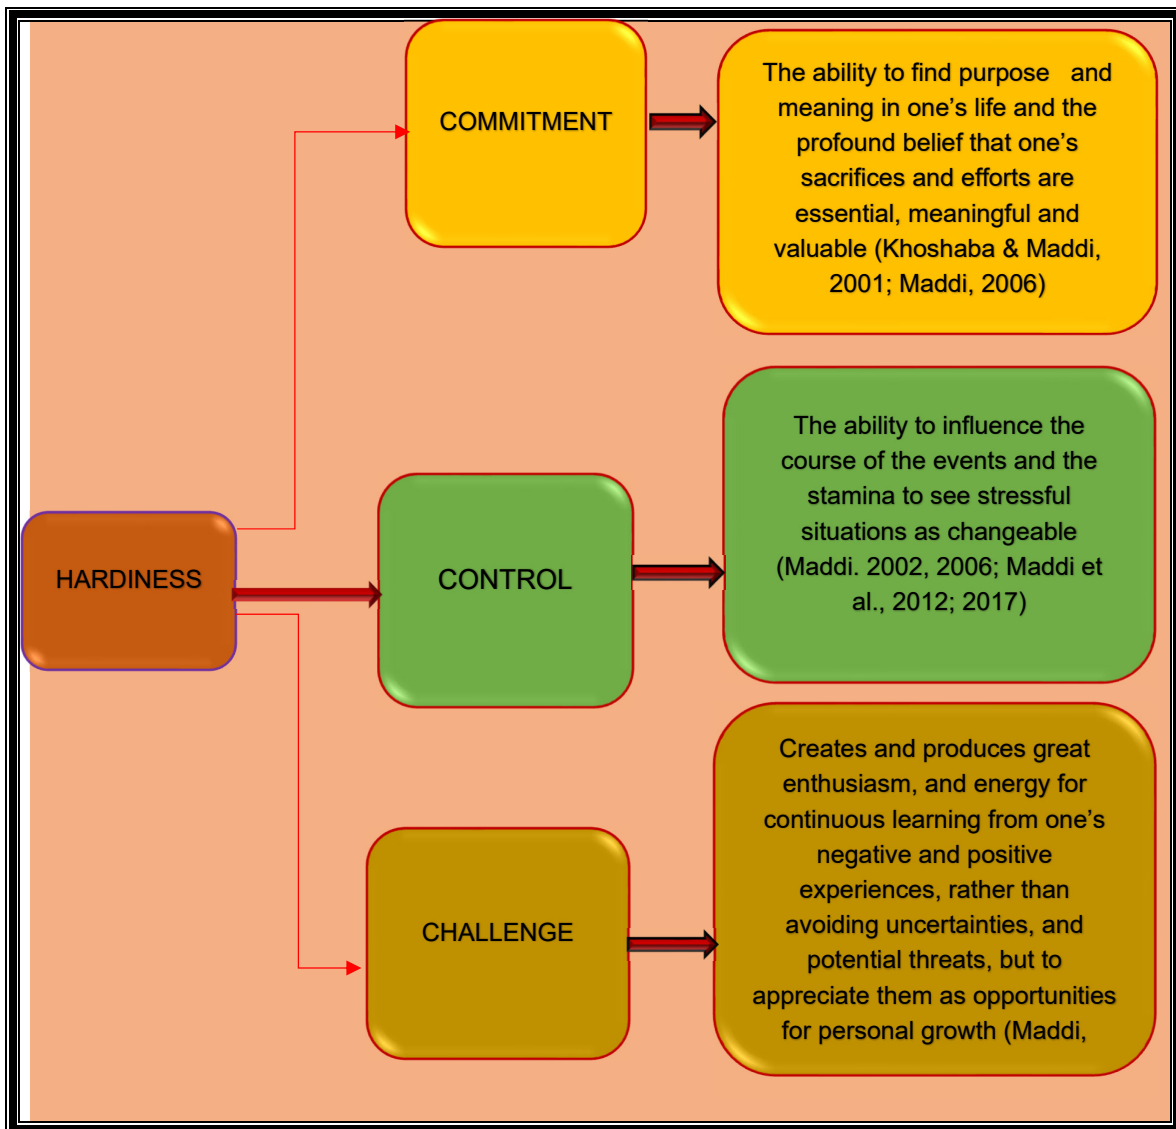 COMMITMENT
The ability to find purpose   and
meaning in one’s life and the
profound belief that one’s
sacrifices and efforts are
essential, meaningful and
valuable (Khoshaba & Maddi,
2001; Maddi, 2006)
HARDINESS
CONTROL
The ability to influence the
course of the events and the
stamina to see stressful
situations as changeable
(Maddi. 2002, 2006; Maddi et
al., 2012; 2017)
CHALLENGE
Creates and produces great
enthusiasm, and energy for
continuous learning from one’s
negative and positive
experiences, rather than
avoiding uncertainties, and
potential threats, but to
appreciate them as opportunities
for personal growth (Maddi,